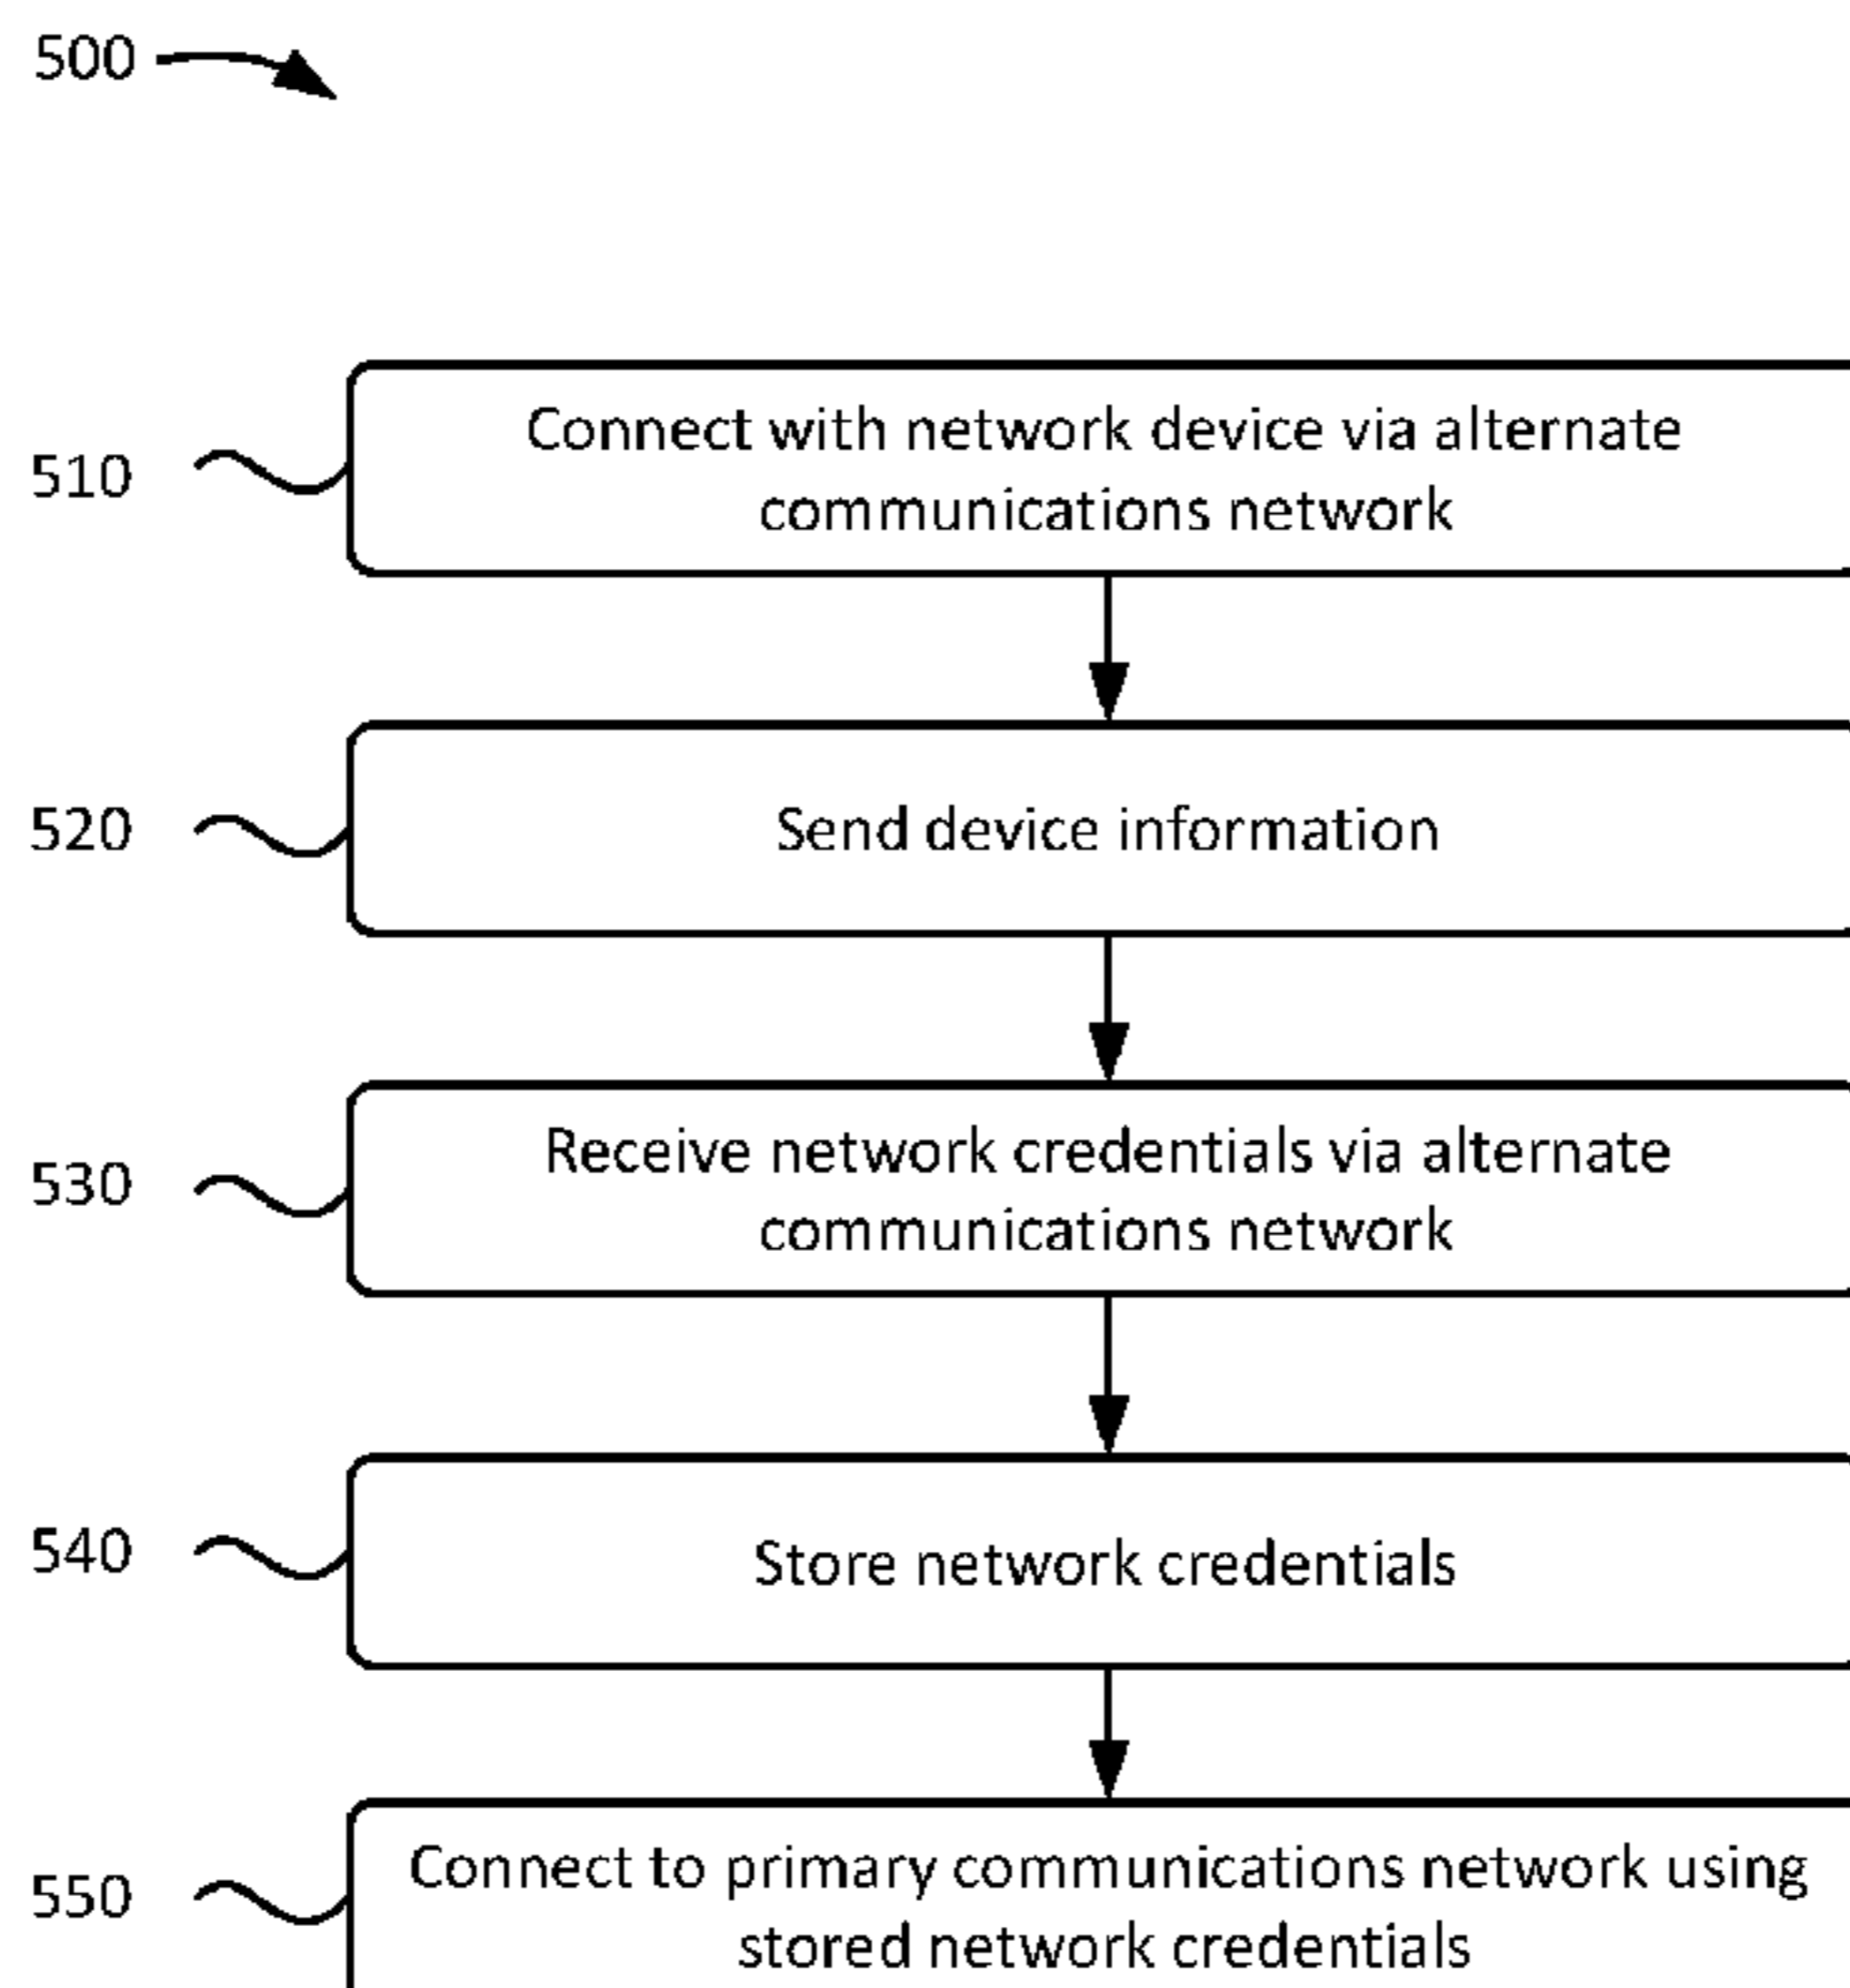 500
510
Connect with network device via alternate
communications network
520
Send device information
530
Receive network credentials via alternate
communications network
540
Store network credentials
550
Connect to primary communications network using
stored network credentials